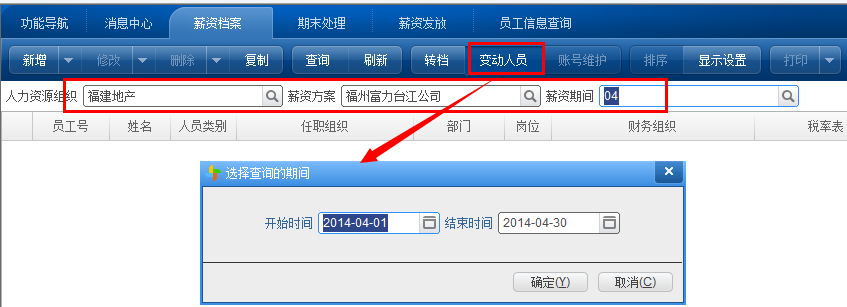 功能导航 消息中心 薪资档案 期末处理 薪资发放 员工信息查询
新增 修改 删除 复制 查询 刷新 转档 变动人员 账号维护 排序 显示设置 打印
人力资源组织 福建地产 薪资方案 福州富力台江公司 薪资期间 04
员工号 姓名 人员类别 任职组织 部门 岗位 财务组织 税率表
选择查询的期间
开始时间 2014-04-01 结束时间 2014-04-30
确定(Y) 取消(C)